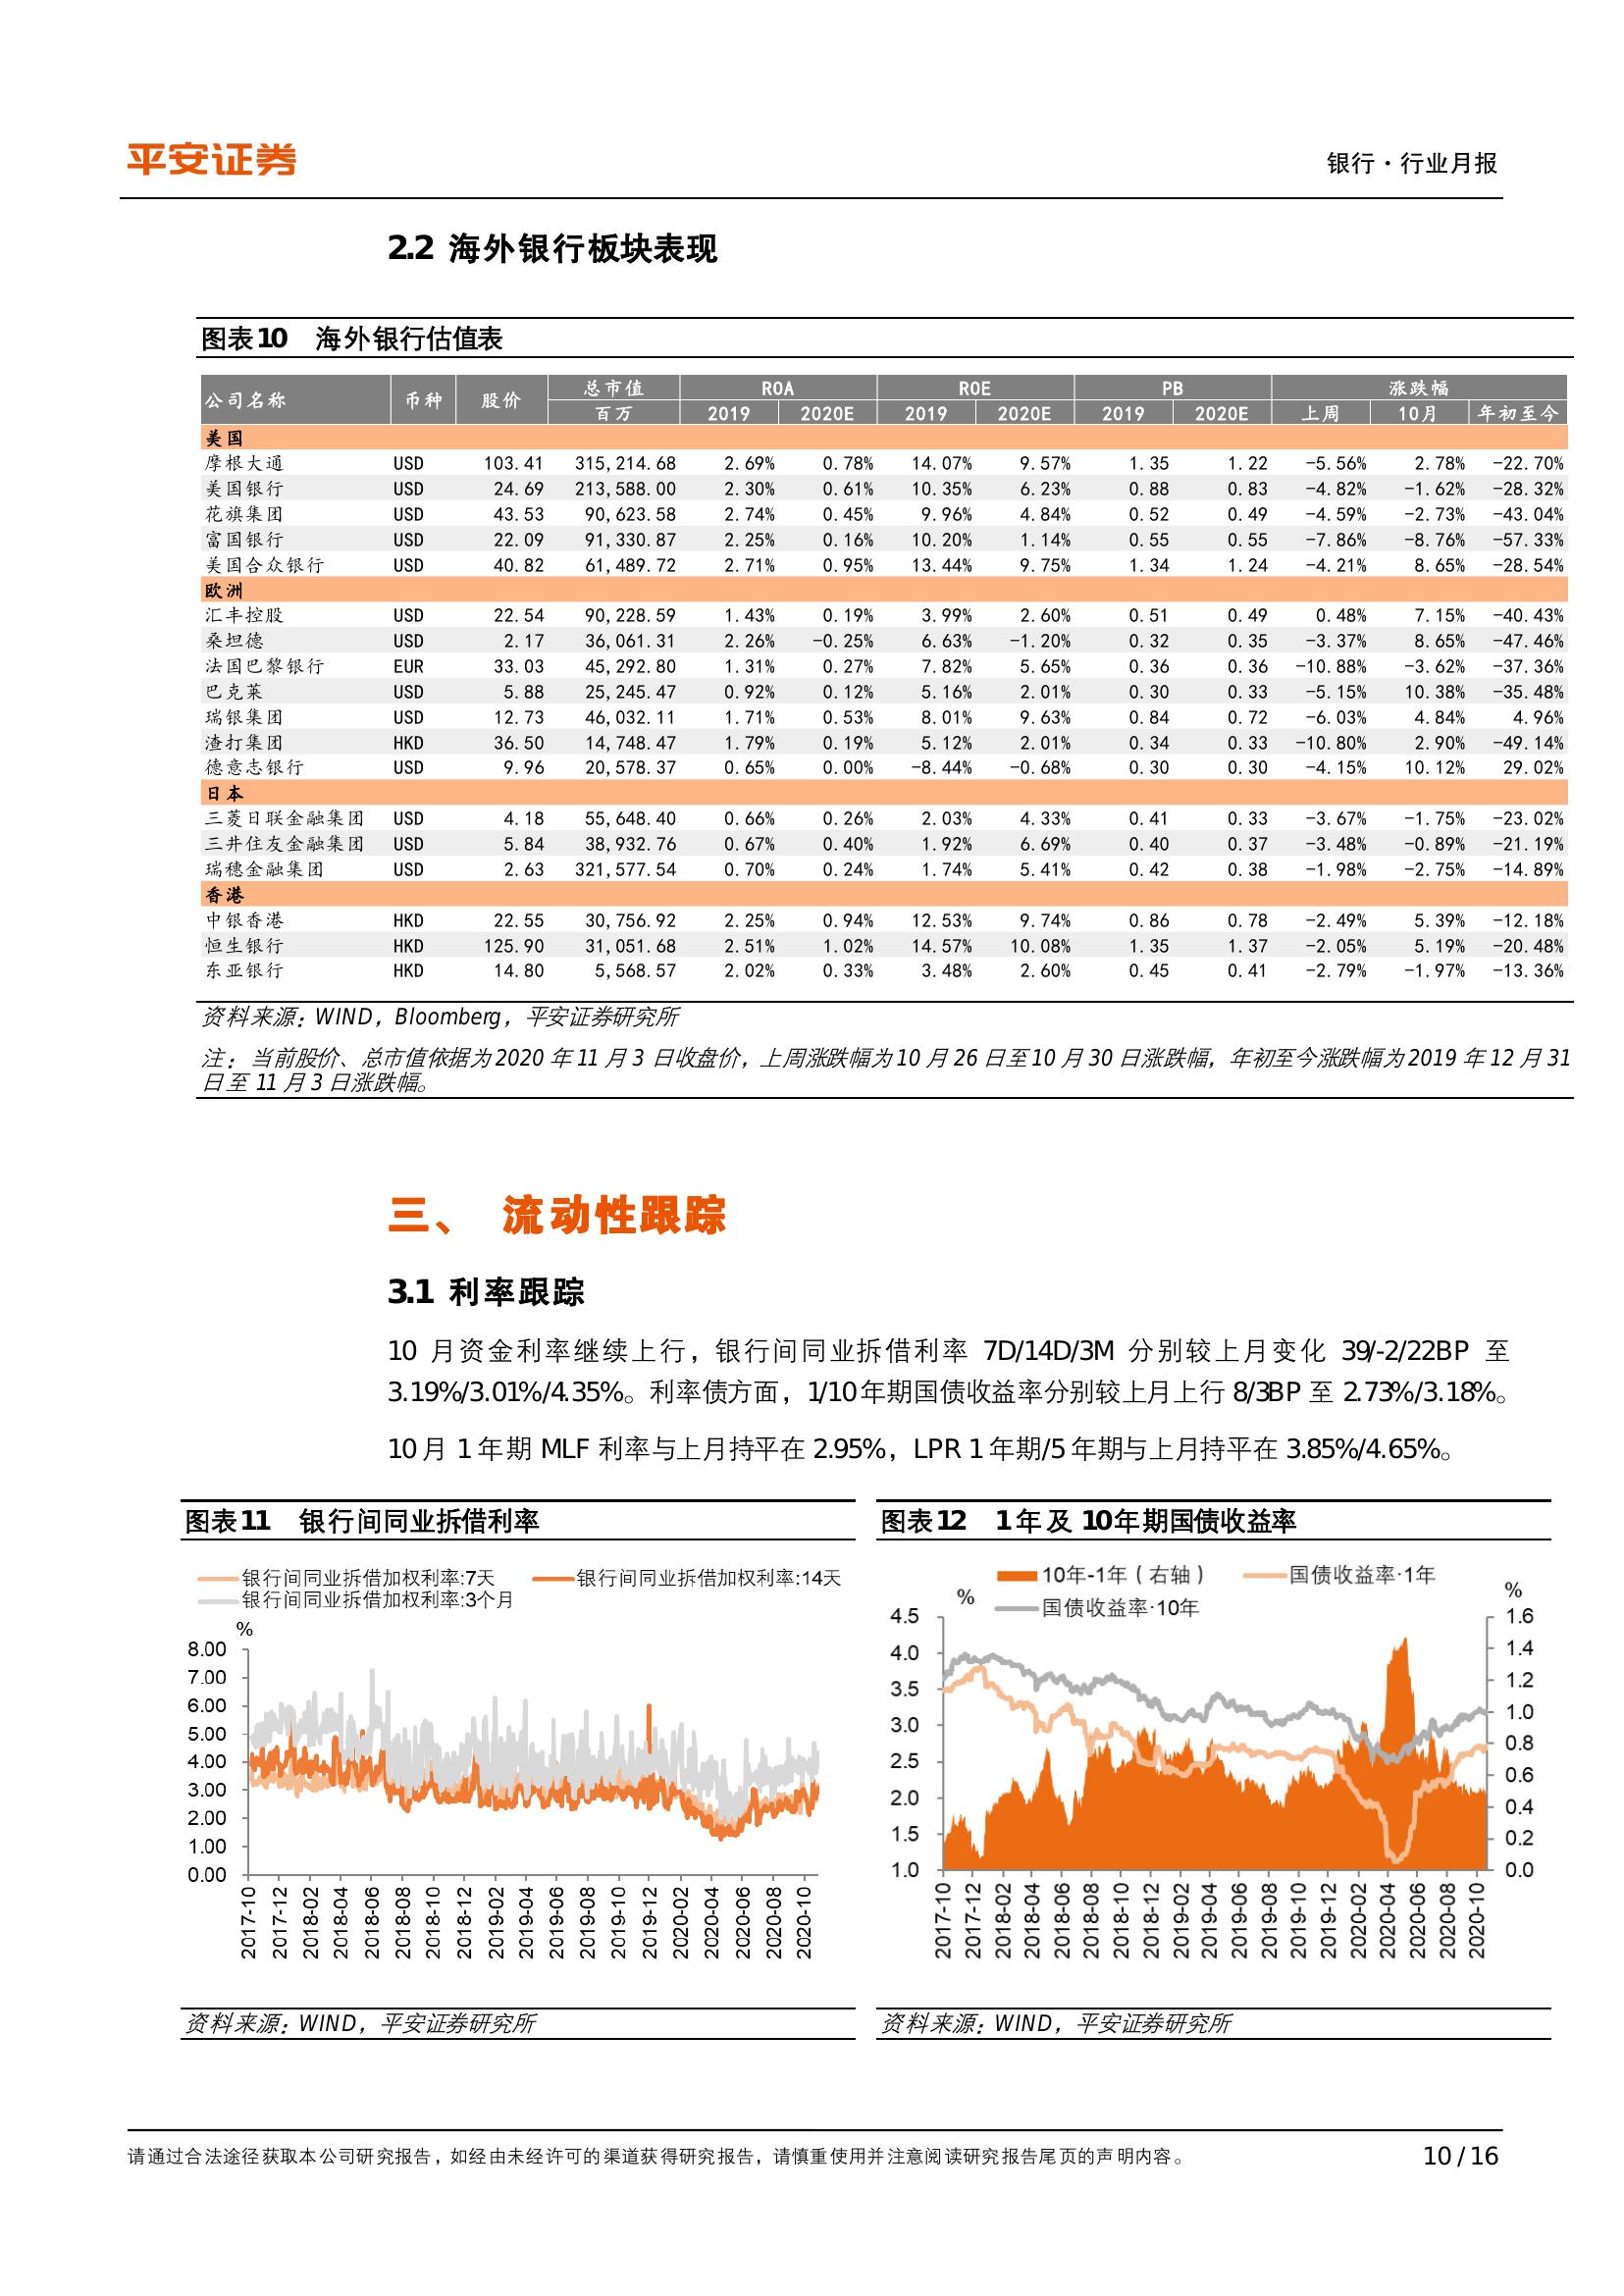 平安证券
银行·行业月报
2.2 海外银行板块表现
图表10 海外银行估值表
公司名称 币种 股价 总市值 ROA ROE PB 涨跌幅
百万 2019 2020E 2019 2020E 2019 2020E 上周 10月 年初至今
美国
摩根大通 USD 103.41 315,214.68 2.69% 0.78% 14.07% 9.57% 1.35 1.22 -5.56% 2.78% -22.70%
美国银行 USD 24.69 213,588.00 2.30% 0.61% 10.35% 6.23% 0.88 0.83 -4.82% -1.62% -28.32%
花旗集团 USD 43.53 90,623.58 2.74% 0.45% 9.96% 4.84% 0.52 0.49 -4.59% -2.73% -43.04%
富国银行 USD 22.09 91,330.87 2.25% 0.16% 10.20% 1.14% 0.55 0.55 -7.86% -8.76% -57.33%
美国合众银行 USD 40.82 61,489.72 2.71% 0.95% 13.44% 9.75% 1.34 1.24 -4.21% 8.65% -28.54%
欧洲
汇丰控股 USD 22.54 90,228.59 1.43% 0.19% 3.99% 2.60% 0.51 0.49 0.48% 7.15% -40.43%
桑坦德 USD 2.17 36,061.31 2.26% -0.25% 6.63% -1.20% 0.32 0.35 -3.37% 8.65% -47.46%
法国巴黎银行 EUR 33.03 45,292.80 1.31% 0.27% 7.82% 5.65% 0.36 0.36 -10.88% -3.62% -37.36%
巴克莱 USD 5.88 25,245.47 0.92% 0.12% 5.16% 2.01% 0.30 0.33 -5.15% 10.38% -35.48%
瑞银集团 USD 12.73 46,032.11 1.71% 0.53% 8.01% 9.63% 0.84 0.72 -6.03% 4.84% 4.96%
渣打集团 HKD 36.50 14,748.47 1.79% 0.19% 5.12% 2.01% 0.34 0.33 -10.80% 2.90% -49.14%
德意志银行 USD 9.96 20,578.37 0.65% 0.00% -8.44% -0.68% 0.30 0.30 -4.15% 10.12% 29.02%
日本
三菱日联金融集团 USD 4.18 55,648.40 0.66% 0.26% 2.03% 4.33% 0.41 0.33 -3.67% -1.75% -23.02%
三井住友金融集团 USD 5.84 38,932.76 0.67% 0.40% 1.92% 6.69% 0.40 0.37 -3.48% -0.89% -21.19%
瑞穗金融集团 USD 2.63 321,577.54 0.70% 0.24% 1.74% 5.41% 0.42 0.38 -1.98% -2.75% -14.89%
香港
中银香港 HKD 22.55 30,756.92 2.25% 0.94% 12.53% 9.74% 0.86 0.78 -2.49% 5.39% -12.18%
恒生银行 HKD 125.90 31,051.68 2.51% 1.02% 14.57% 10.08% 1.35 1.37 -2.05% 5.19% -20.48%
东亚银行 HKD 14.80 5,568.57 2.02% 0.33% 3.48% 2.60% 0.45 0.41 -2.79% -1.97% -13.36%
资料来源：WIND，Bloomberg，平安证券研究所
注：当前股价、总市值依据为2020年11月3日收盘价，上周涨跌幅为10月26日至10月30日涨跌幅，年初至今涨跌幅为2019年12月31
日至11月3日涨跌幅。
三、 流动性跟踪
3.1 利率跟踪
10 月资金利率继续上行，银行间同业拆借利率 7D/14D/3M 分别较上月变化 39/-2/22BP 至
3.19%/3.01%/4.35%。利率债方面，1/10年期国债收益率分别较上月上行 8/3BP 至 2.73%/3.18%。
10月 1年期 MLF 利率与上月持平在 2.95%，LPR 1年期/5年期与上月持平在 3.85%/4.65%。
图表11 银行间同业拆借利率
银行间同业拆借加权利率:7天 银行间同业拆借加权利率:14天
银行间同业拆借加权利率:3个月
%
8.00
7.00
6.00
5.00
4.00
3.00
2.00
1.00
0.00
2017-10 2017-12 2018-02 2018-04 2018-06 2018-08 2018-10 2018-12 2019-02 2019-04 2019-06 2019-08 2019-10 2019-12 2020-02 2020-04 2020-06 2020-08 2020-10
资料来源：WIND，平安证券研究所
图表12 1年及10年期国债收益率
10年-1年（右轴） 国债收益率·1年
国债收益率·10年
% %
4.5 1.6
4.0 1.4
3.5 1.2
3.0 1.0
2.5 0.8
2.0 0.6
1.5 0.4
1.0 0.2
0.0
2017-10 2017-12 2018-02 2018-04 2018-06 2018-08 2018-10 2018-12 2019-02 2019-04 2019-06 2019-08 2019-10 2019-12 2020-02 2020-04 2020-06 2020-08 2020-10
资料来源：WIND，平安证券研究所
请通过合法途径获取本公司研究报告，如经由未经许可的渠道获得研究报告，请慎重使用并注意阅读研究报告尾页的声明内容。
10 / 16